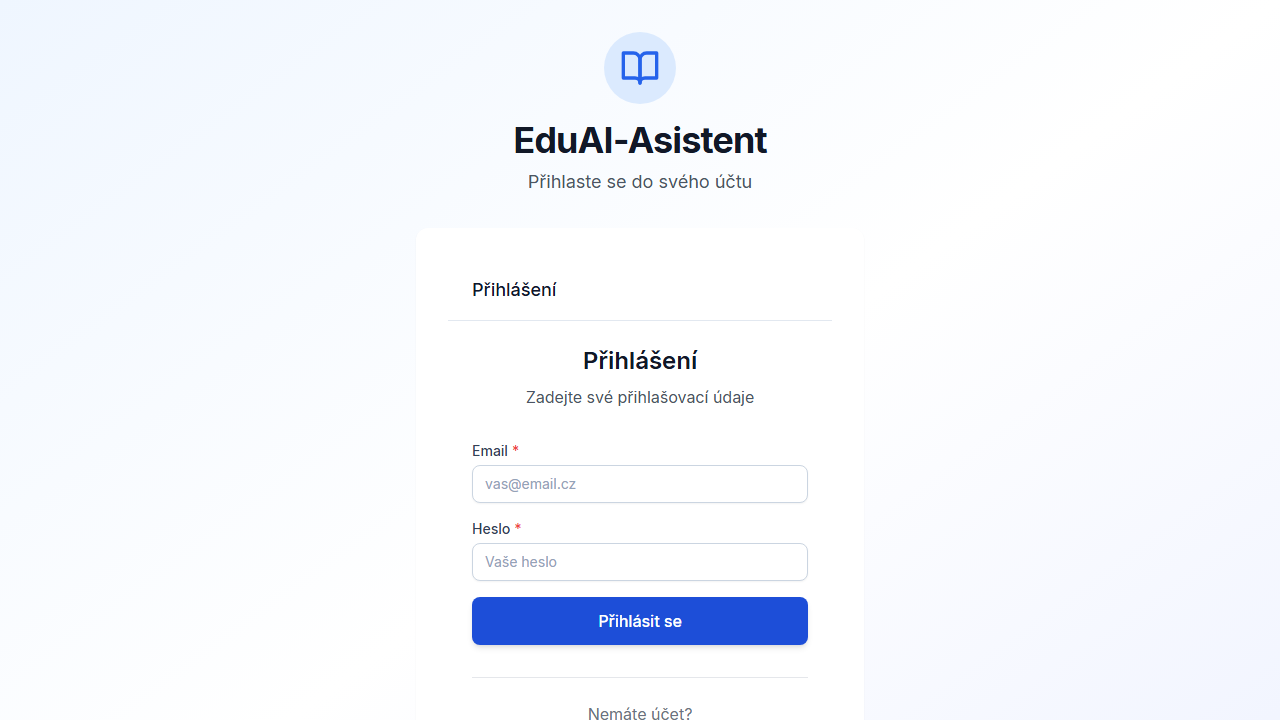 EduAI-Asistent
Přihlaste se do svého účtu
Přihlášení
Přihlášení
Zadejte své přihlašovací údaje
Email *
vas@email.cz
Heslo *
Vaše heslo
Přihlásit se
Nemáte účet?